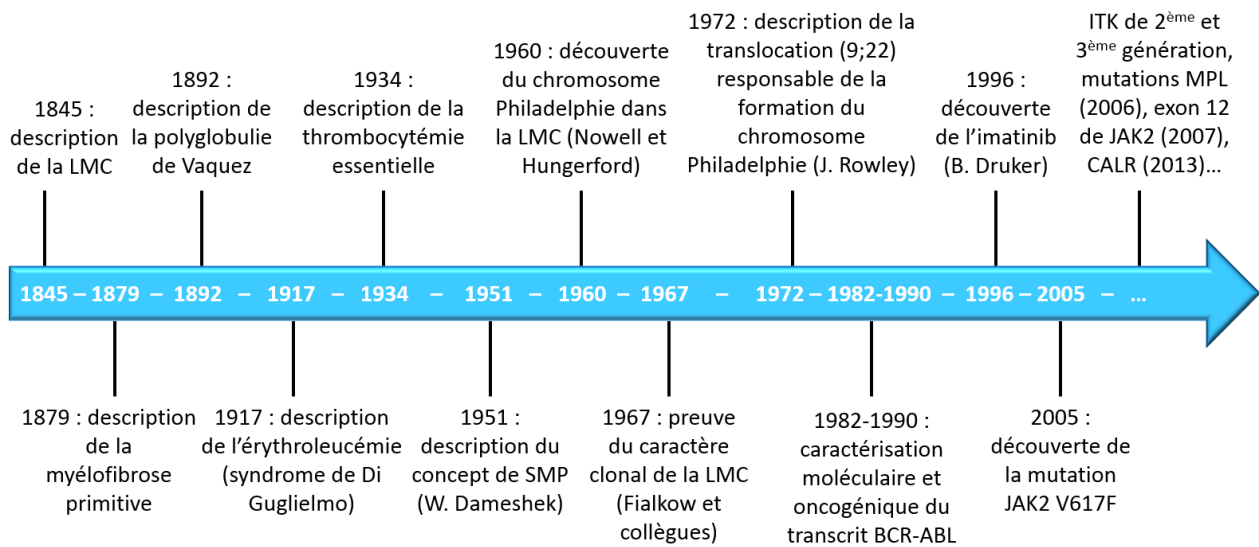 1845 :
description
de la LMC
1892 :
description de
la polyglobulie
de Vaquez
1934 :
description de la
thrombocytémie
essentielle
1960 : découverte
du chromosome
Philadelphie dans
la LMC (Nowell et
Hungerford)
1972 : description de la
translocation (9;22)
responsable de la
formation du
chromosome
Philadelphie (J. Rowley)
1996 :
découverte
de l’imatinib
(B. Druker)
ITK de 2ème et
3ème génération,
mutations MPL
(2006), exon 12
de JAK2 (2007),
CALR (2013)…
1845 – 1879 – 1892 – 1917 – 1934 – 1951 – 1960 – 1967 – 1972 – 1982-1990 – 1996 – 2005 – …
1879 : description
de la
myélofibrose
primitive
1917 : description
de l’érythroleucémie
(syndrome de Di
Guglielmo)
1951 :
description du
concept de SMP
(W. Dameshek)
1967 : preuve
du caractère
clonal de la LMC
(Fialkow et
collègues)
1982-1990 :
caractérisation
moléculaire et
oncogénique du
transcrit BCR-ABL
2005 :
découverte de
la mutation
JAK2 V617F